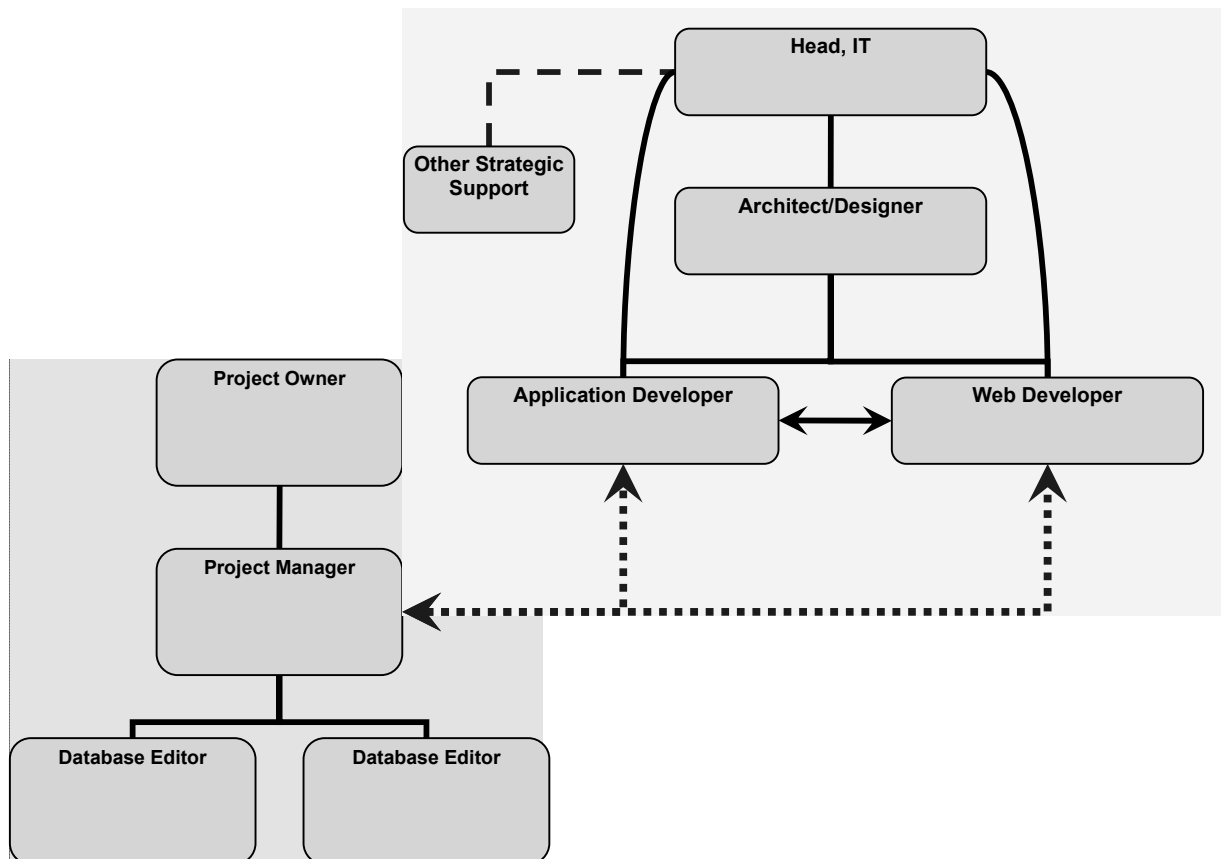 Head, IT
Other Strategic
Support
Architect/Designer
Project Owner
Application Developer
Web Developer
Project Manager
Database Editor
Database Editor